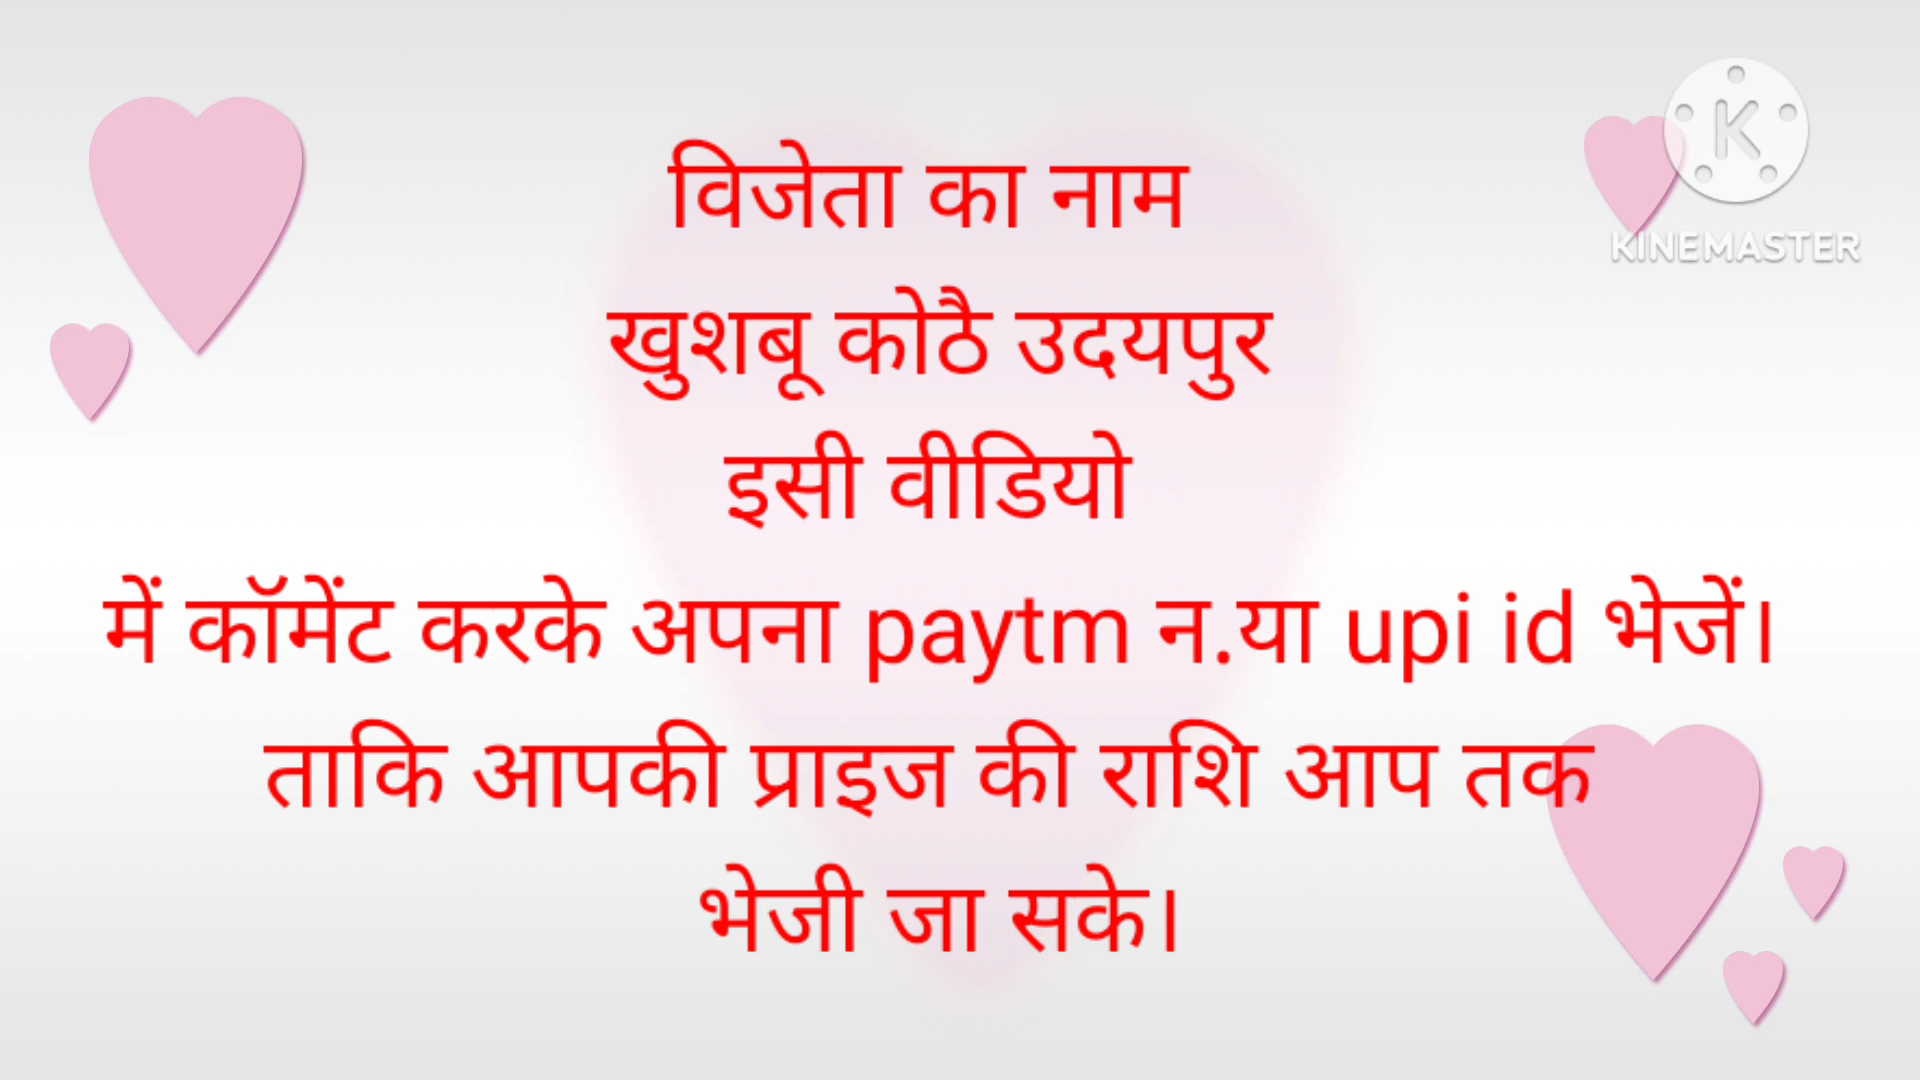 विजेता का नाम
खुशबू कोठै उदयपुर
इसी वीडियो
में कॉमेंट करके अपना paytm न.या upi id भेजें।
ताकि आपकी प्राइज की राशि आप तक
भेजी जा सके।
K
KINEMASTER